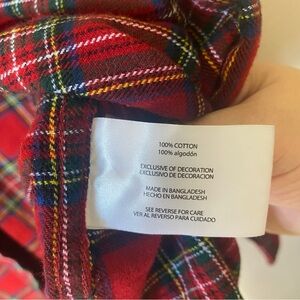 100% COTTON
100% algodón
EXCLUSIVE OF DECORATION
EXCLUSIVO DE DECORACION
MADE IN BANGLADESH
HECHO EN BANGLADESH
SEE REVERSE FOR CARE
VER AL REVERSO PARA CUIDADO